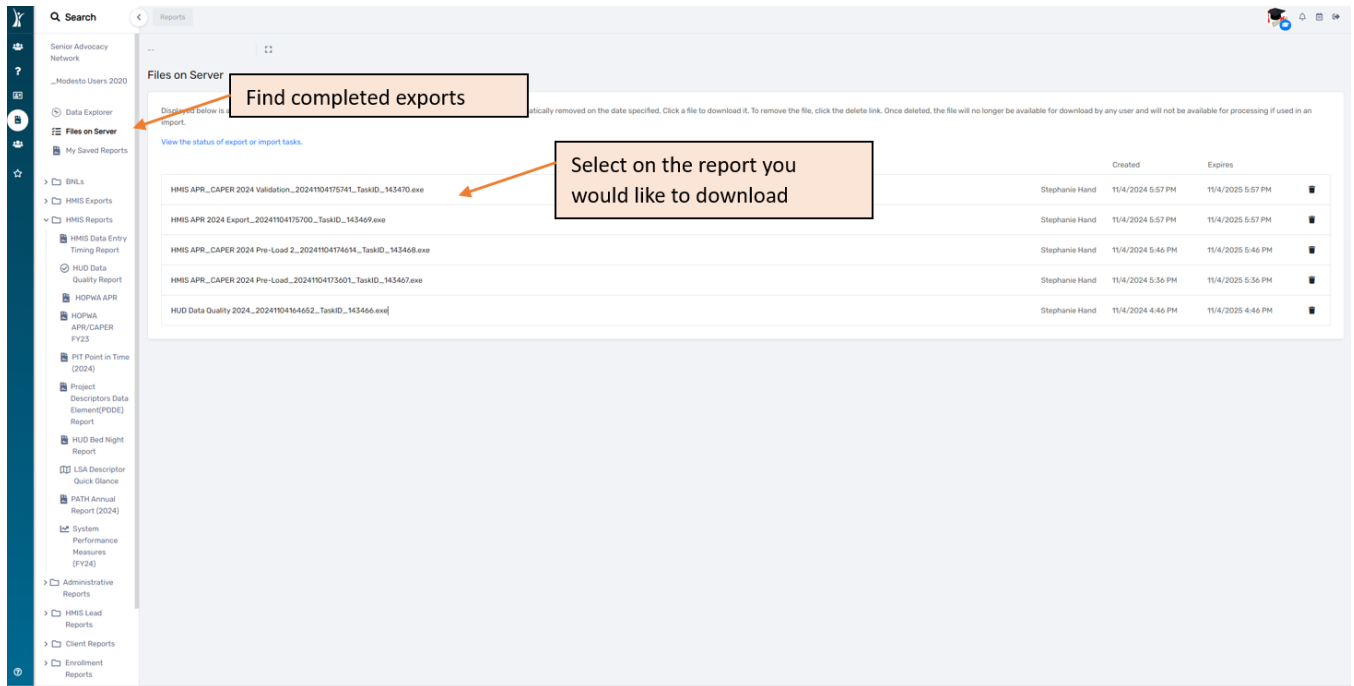 Search
Reports
Senior Advocacy
Network
_Modesto Users 2020
Data Explorer
Files on Server
My Saved Reports
BNLs
HMIS Exports
HMIS Reports
HMIS Data Entry
Timing Report
HUD Data
Quality Report
HOPWA APR
HOPWA
APR/CAPER
FY23
PIT Point in Time
(2024)
Project
Descriptors Data
Element(PDDE)
Report
HUD Bed Night
Report
LSA Descriptor
Quick Glance
PATH Annual
Report (2024)
System
Performance
Measures
(FY24)
Administrative
Reports
HMIS Lead
Reports
Client Reports
Enrollment
Reports
--
Files on Server
Find completed exports
Displayed below is a matically removed on the date specified. Click a file to download it. To remove the file, click the delete link. Once deleted, the file will no longer be available for download by any user and will not be available for processing if used in an
import.
View the status of export or import tasks.
Select on the report you
would like to download
Created Expires
HMIS APR_CAPER 2024 Validation_20241104175741_TaskID_143470.exe Stephanie Hand 11/4/2024 5:57 PM 11/4/2025 5:57 PM
HMIS APR 2024 Export_20241104175700_TaskID_143469.exe Stephanie Hand 11/4/2024 5:57 PM 11/4/2025 5:57 PM
HMIS APR_CAPER 2024 Pre-Load 2_20241104174614_TaskID_143468.exe Stephanie Hand 11/4/2024 5:46 PM 11/4/2025 5:46 PM
HMIS APR_CAPER 2024 Pre-Load_20241104173601_TaskID_143467.exe Stephanie Hand 11/4/2024 5:36 PM 11/4/2025 5:36 PM
HUD Data Quality 2024_20241104164652_TaskID_143466.exe Stephanie Hand 11/4/2024 4:46 PM 11/4/2025 4:46 PM